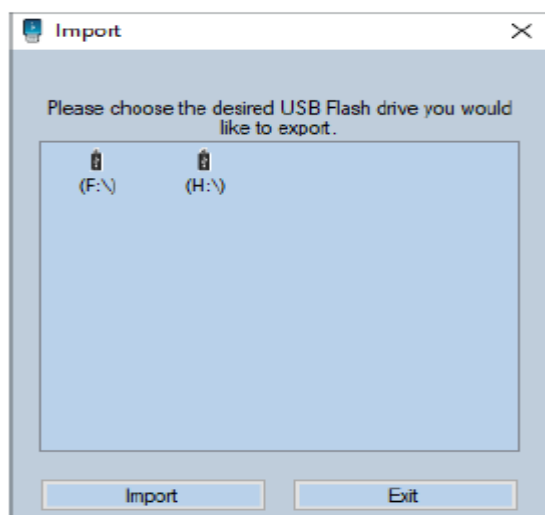 Import
Please choose the desired USB Flash drive you would
like to export.
(F:\) (H:\)
Import Exit